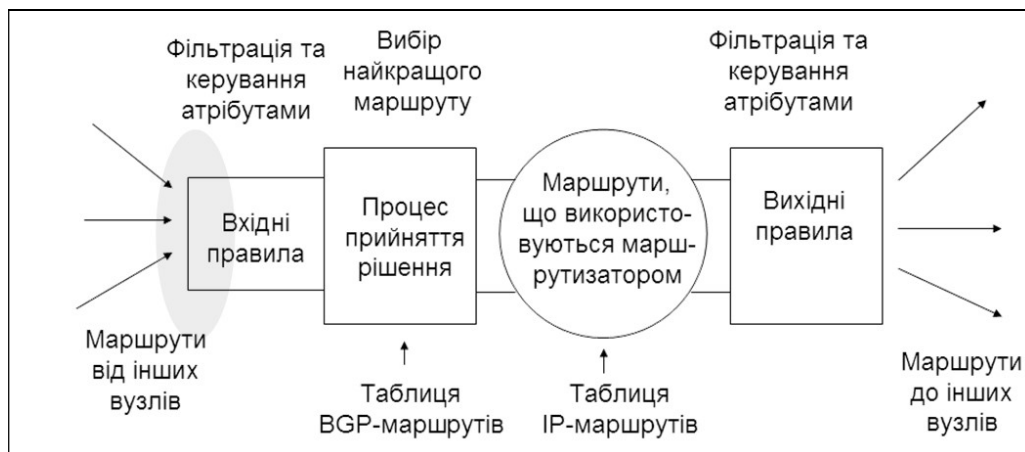 Фільтрація та
керування
атрібутами
Вибір
найкращого
маршруту
Фільтрація та
керування
атрібутами
Вхідні
правила
Процес
прийняття
рішення
Маршрути,
що використо-
вуються марш-
рутизатором
Вихідні
правила
Маршрути
від інших
вузлів
Таблиця
BGP-маршрутів
Таблиця
IP-маршрутів
Маршрути
до інших
вузлів